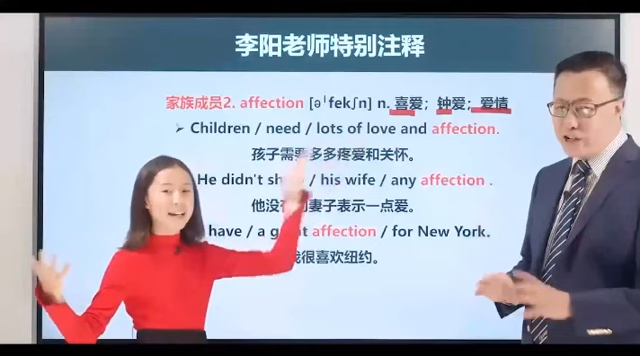 李阳老师特别注释
家族成员2. affection [əˈfekʃn] n. 喜爱；钟爱；爱情
➢ Children / need / lots of love and affection.
孩子需要多多疼爱和关怀。
He didn't / his wife / any affection .
他没有 妻子表示一点爱。
have / a great affection / for New York.
很喜欢纽约。